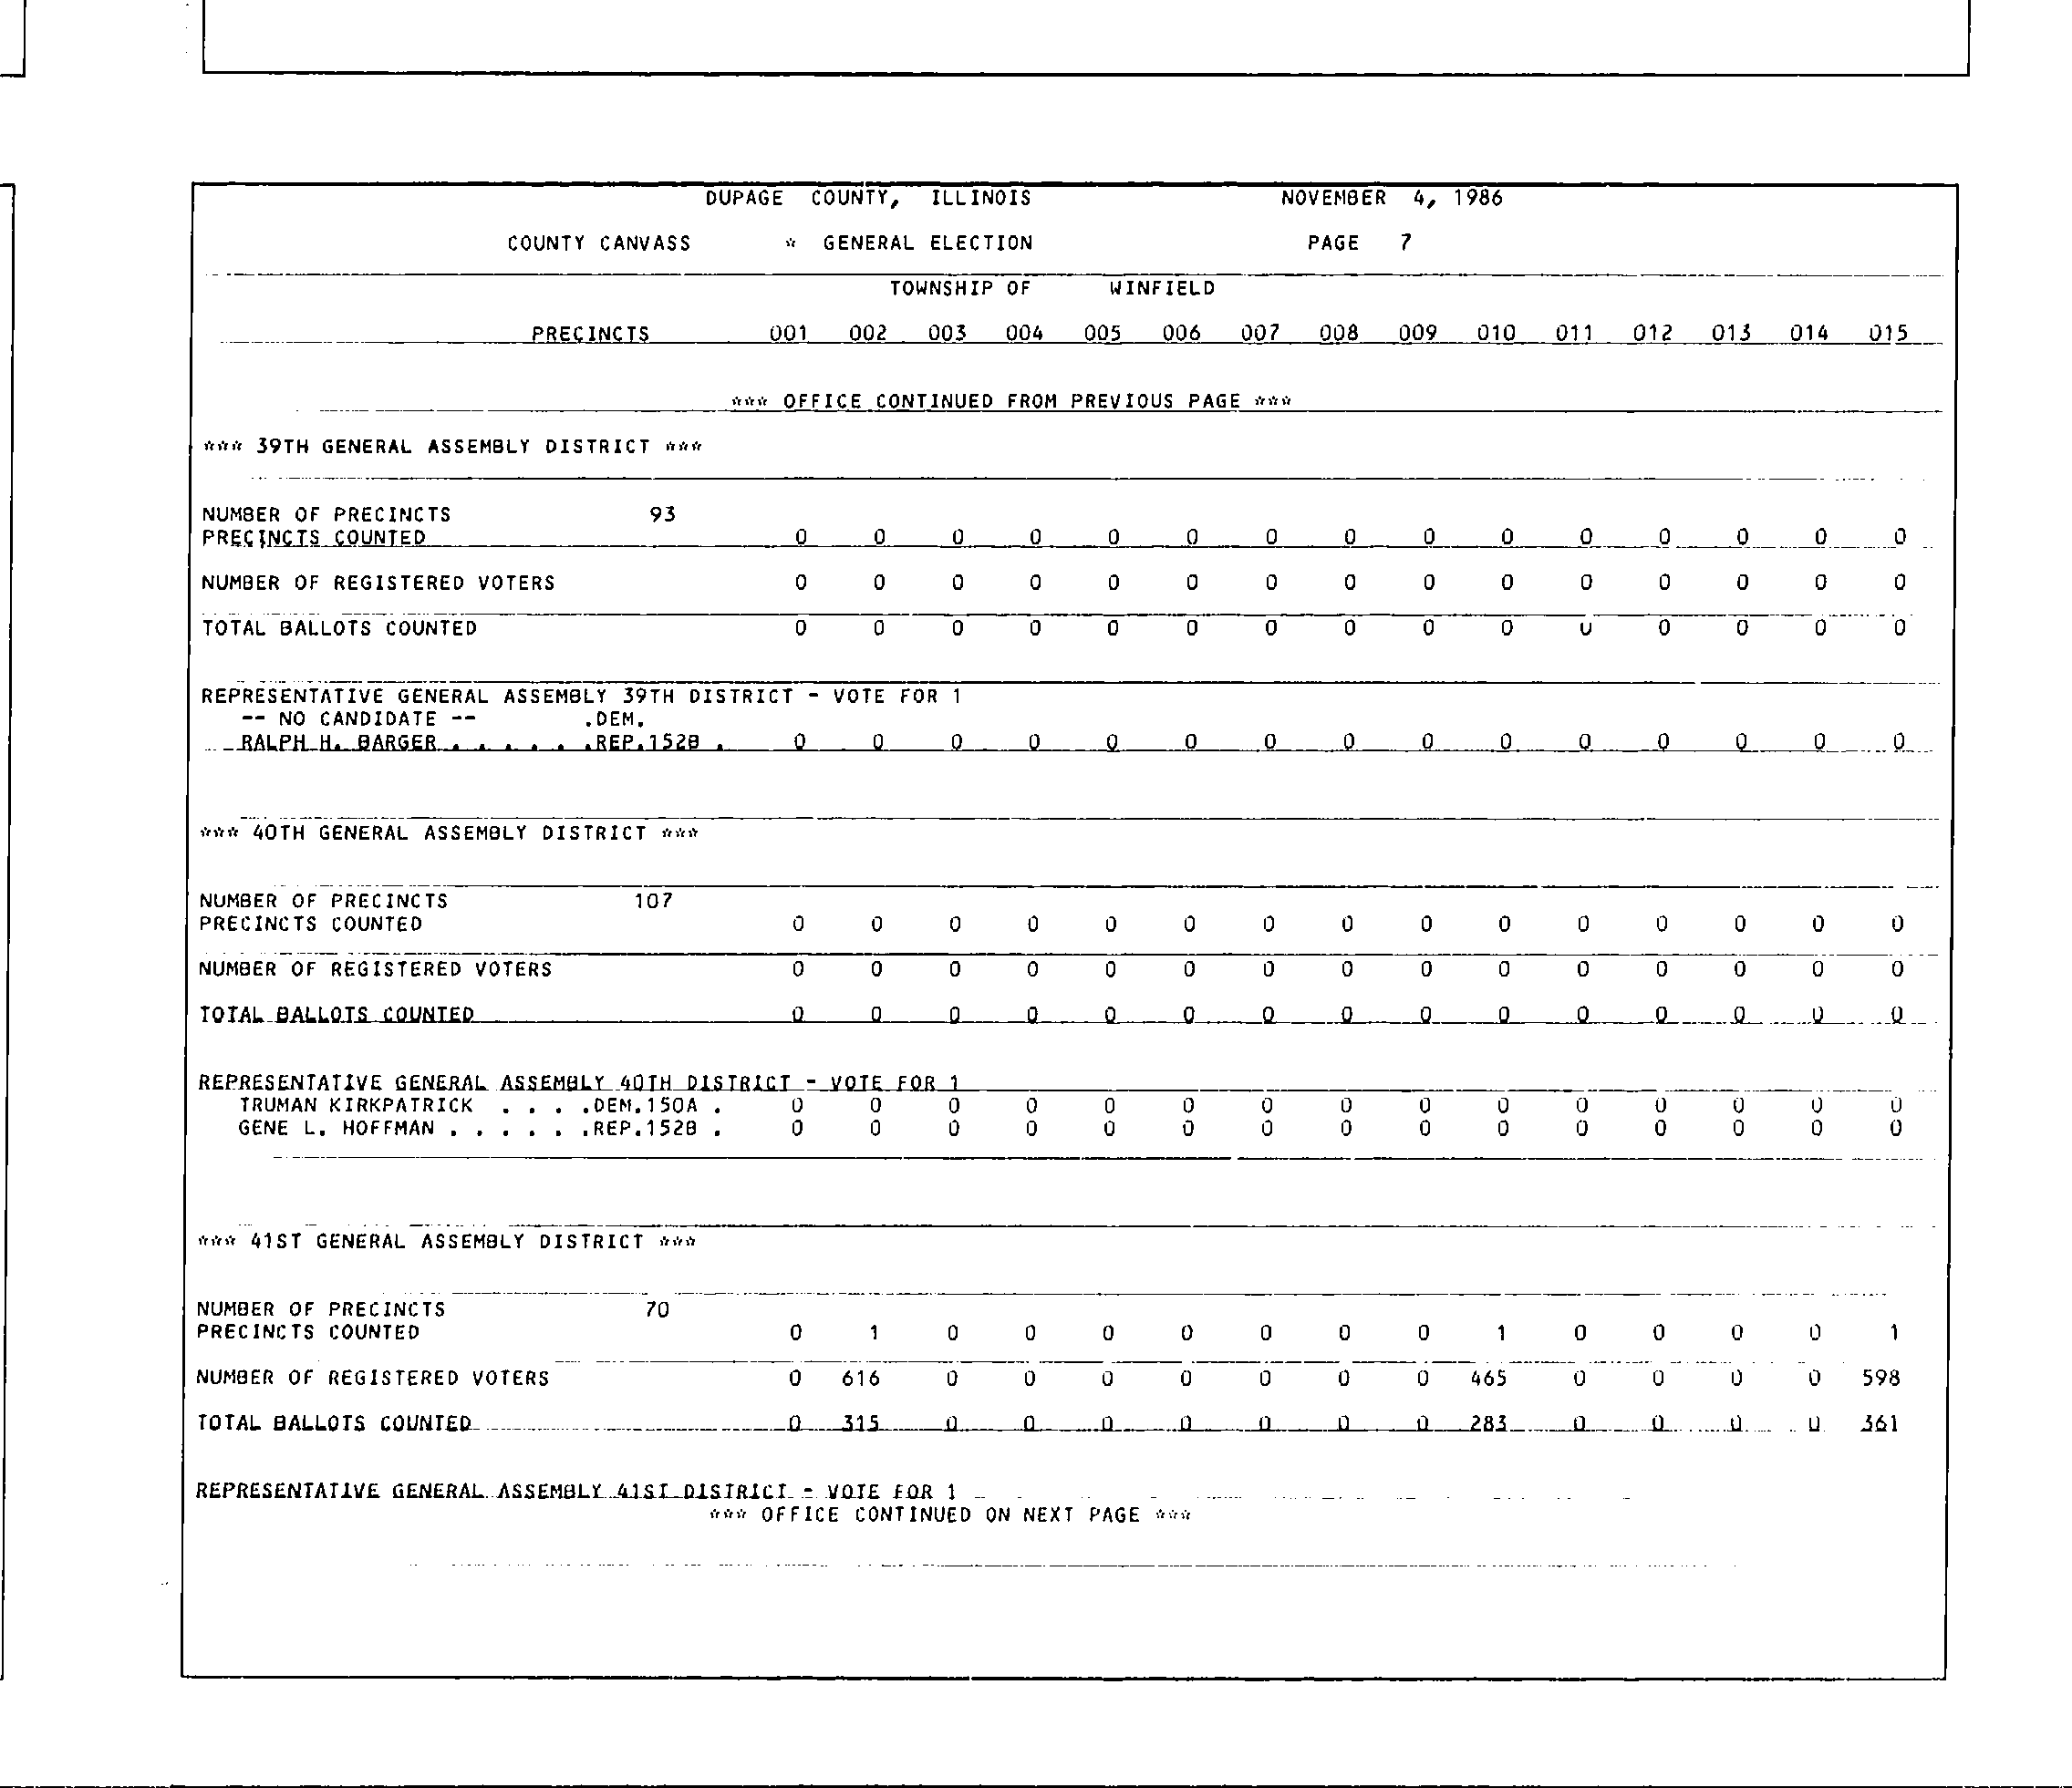 DUPAGE COUNTY, ILLINOIS NOVEMBER 4, 1986
COUNTY CANVASS * GENERAL ELECTION PAGE 7
TOWNSHIP OF WINFIELD
PRECINCTS 001 002 003 004 005 006 007 008 009 010 011 012 013 014 015
*** OFFICE CONTINUED FROM PREVIOUS PAGE ***
*** 39TH GENERAL ASSEMBLY DISTRICT ***
NUMBER OF PRECINCTS 93
PRECINCTS COUNTED 0 0 0 0 0 0 0 0 0 0 0 0 0 0 0
NUMBER OF REGISTERED VOTERS 0 0 0 0 0 0 0 0 0 0 0 0 0 0 0
TOTAL BALLOTS COUNTED 0 0 0 0 0 0 0 0 0 0 0 0 0 0 0
REPRESENTATIVE GENERAL ASSEMBLY 39TH DISTRICT - VOTE FOR 1
-- NO CANDIDATE -- .DEM.
RALPH H. BARGER . . . . . .REP.152B . 0 0 0 0 0 0 0 0 0 0 0 0 0 0 0
*** 40TH GENERAL ASSEMBLY DISTRICT ***
NUMBER OF PRECINCTS 107
PRECINCTS COUNTED 0 0 0 0 0 0 0 0 0 0 0 0 0 0 0
NUMBER OF REGISTERED VOTERS 0 0 0 0 0 0 0 0 0 0 0 0 0 0 0
TOTAL BALLOTS COUNTED 0 0 0 0 0 0 0 0 0 0 0 0 0 0 0
REPRESENTATIVE GENERAL ASSEMBLY 40TH DISTRICT - VOTE FOR 1
TRUMAN KIRKPATRICK . . . .DEM.150A . 0 0 0 0 0 0 0 0 0 0 0 0 0 0 0
GENE L. HOFFMAN . . . . . .REP.152B . 0 0 0 0 0 0 0 0 0 0 0 0 0 0 0
*** 41ST GENERAL ASSEMBLY DISTRICT ***
NUMBER OF PRECINCTS 70
PRECINCTS COUNTED 0 1 0 0 0 0 0 0 0 1 0 0 0 0 1
NUMBER OF REGISTERED VOTERS 0 616 0 0 0 0 0 0 0 465 0 0 0 0 598
TOTAL BALLOTS COUNTED 0 315 0 0 0 0 0 0 0 283 0 0 0 0 361
REPRESENTATIVE GENERAL ASSEMBLY 41ST DISTRICT - VOTE FOR 1
*** OFFICE CONTINUED ON NEXT PAGE ***